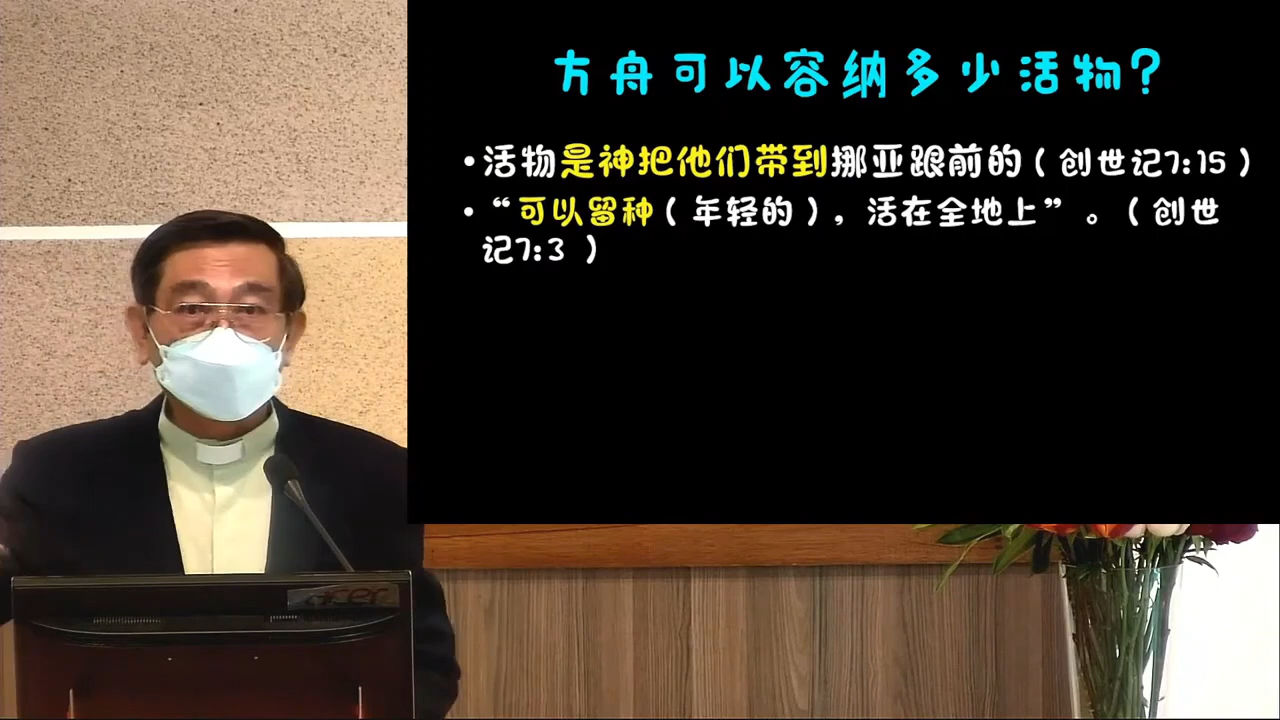 方舟可以容纳多少活物？
•活物是神把他们带到挪亚跟前的（创世记7:15）
•“可以留种（年轻的），活在全地上”。（创世
记7:3 ）
acer